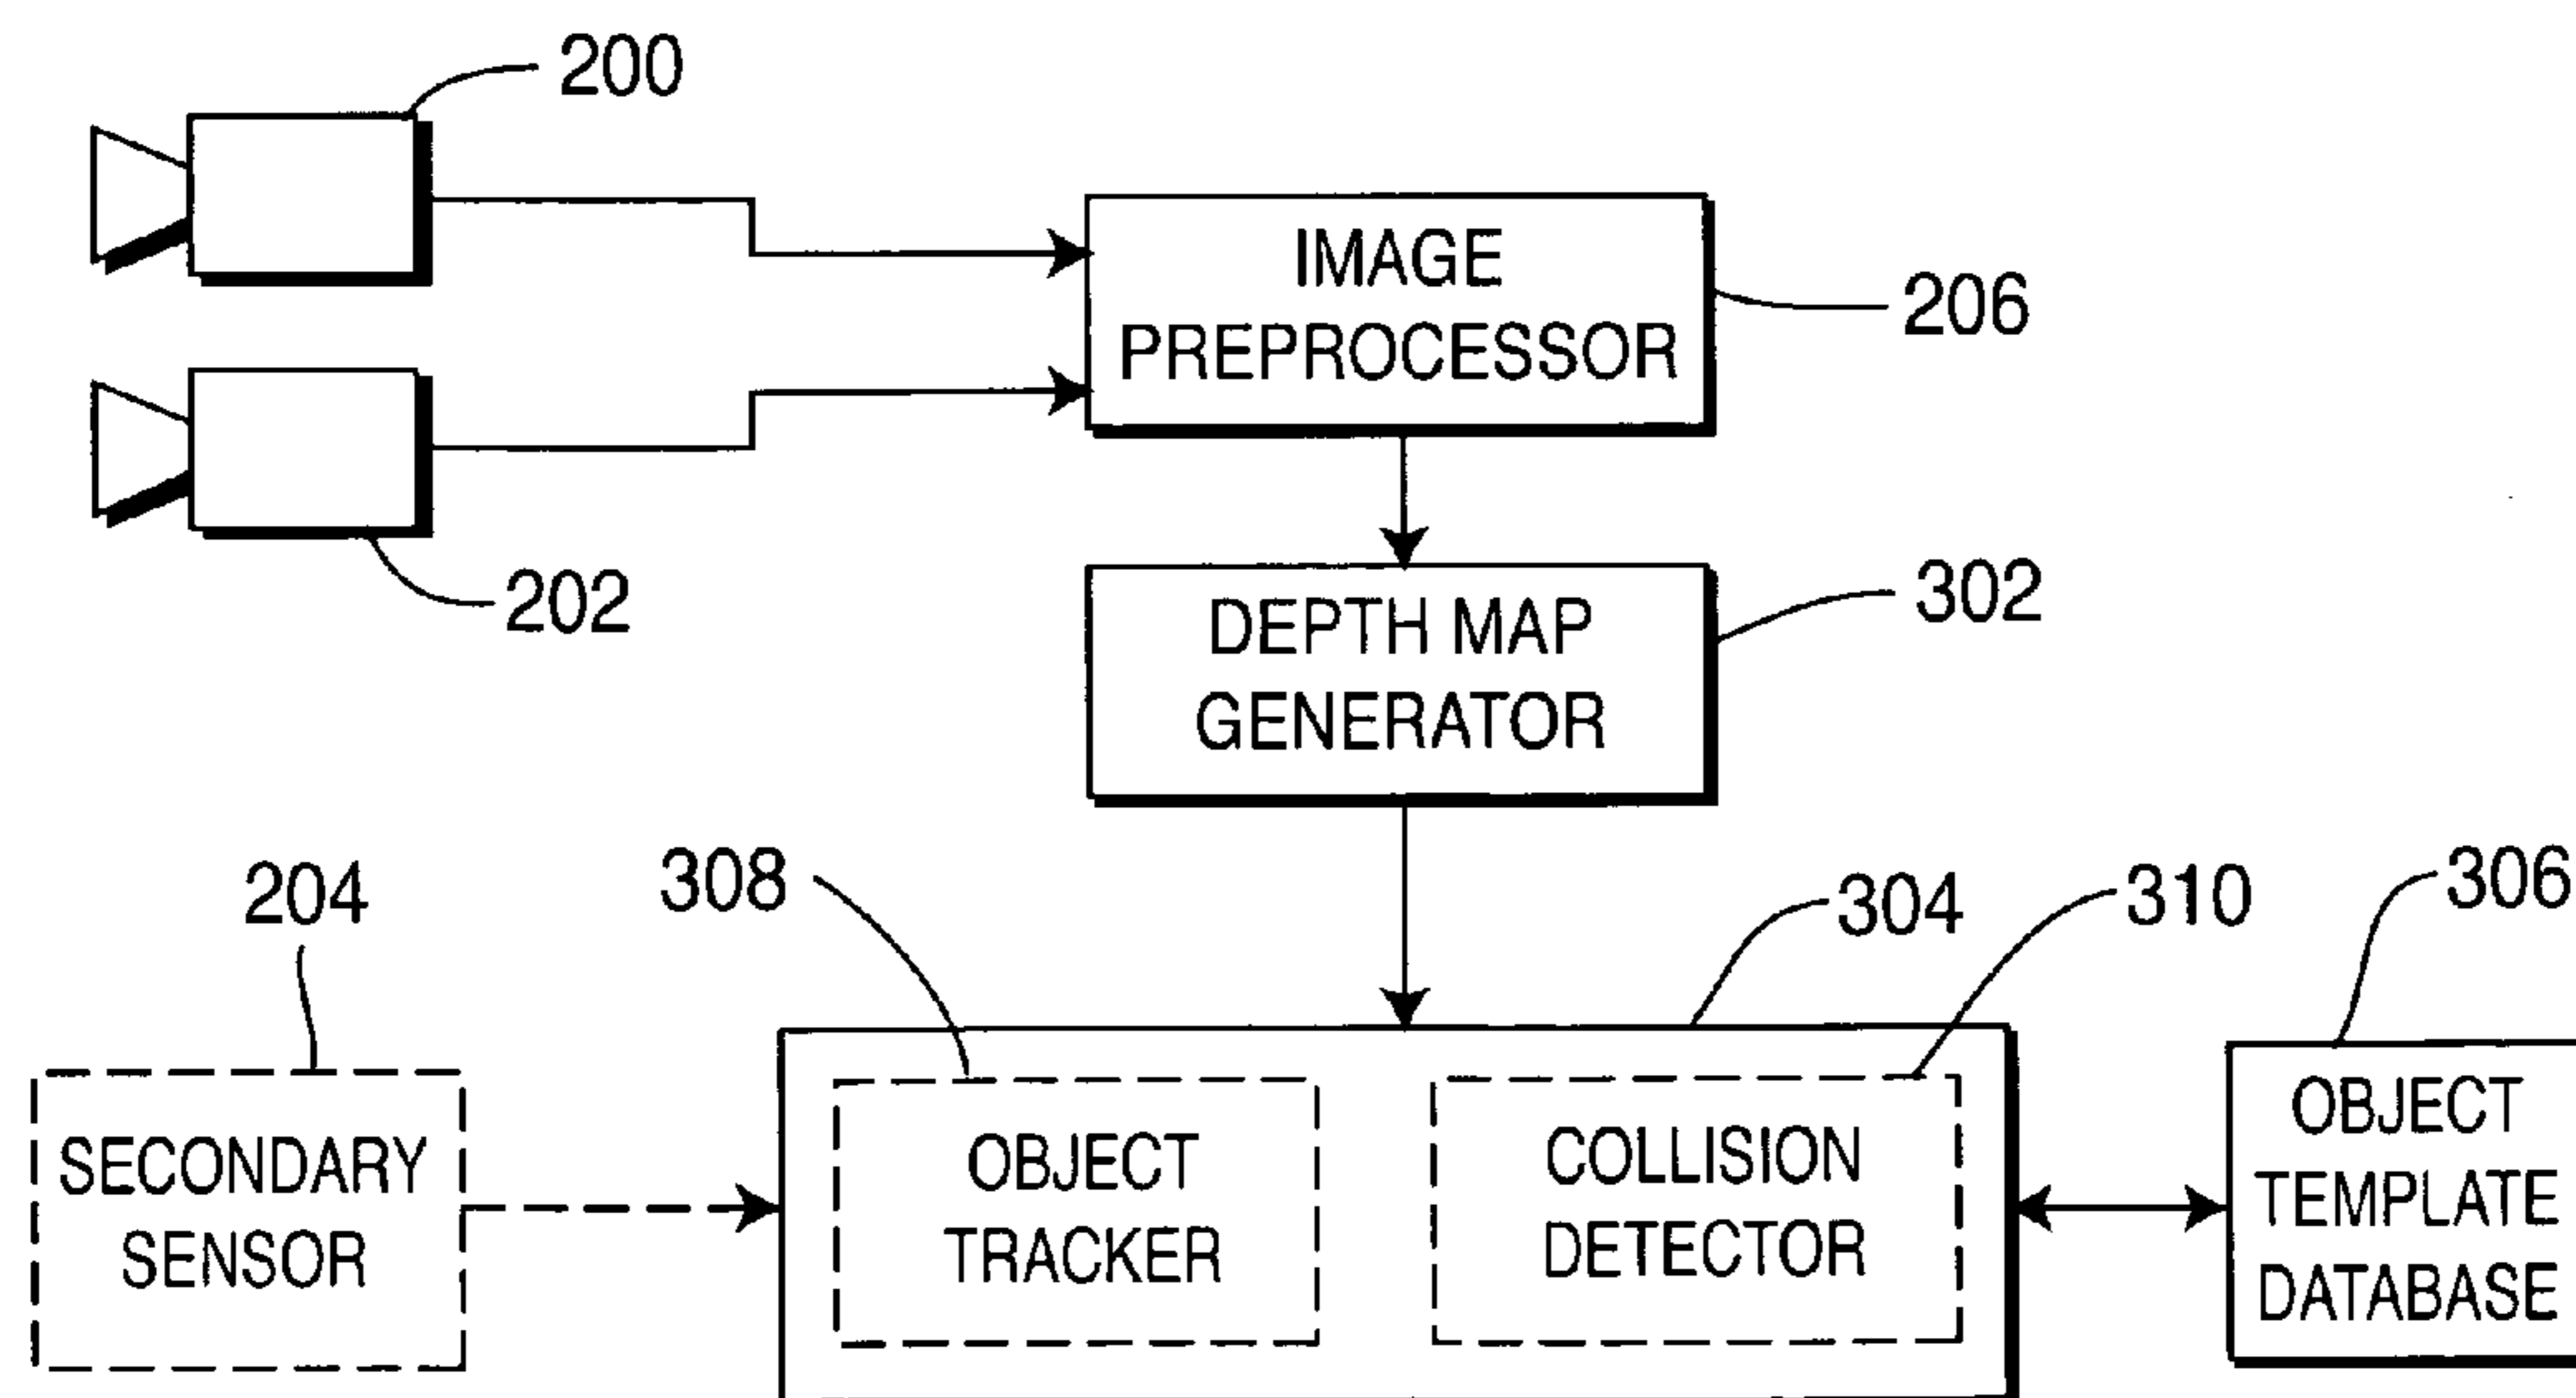 200
IMAGE
PREPROCESSOR
206
202
DEPTH MAP
GENERATOR
302
204
308
304
310
306
SECONDARY
SENSOR
OBJECT
TRACKER
COLLISION
DETECTOR
OBJECT
TEMPLATE
DATABASE